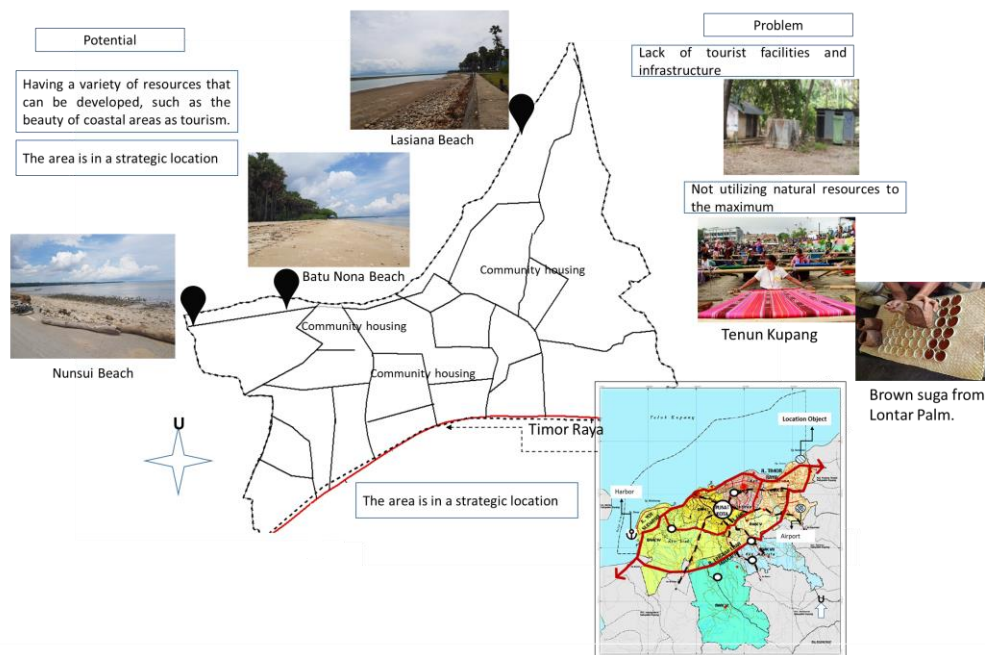 Potential
Having a variety of resources that
can be developed, such as the
beauty of coastal areas as tourism.
The area is in a strategic location
Lasiana Beach
Batu Nona Beach
Nunsui Beach
Community housing
Community housing
Community housing
U
Timor Raya
The area is in a strategic location
Problem
Lack of tourist facilities and
infrastructure
Not utilizing natural resources to
the maximum
Tenun Kupang
Brown suga from
Lontar Palm.
Teluk Kupang
Location Object
Harbor
Airport
U